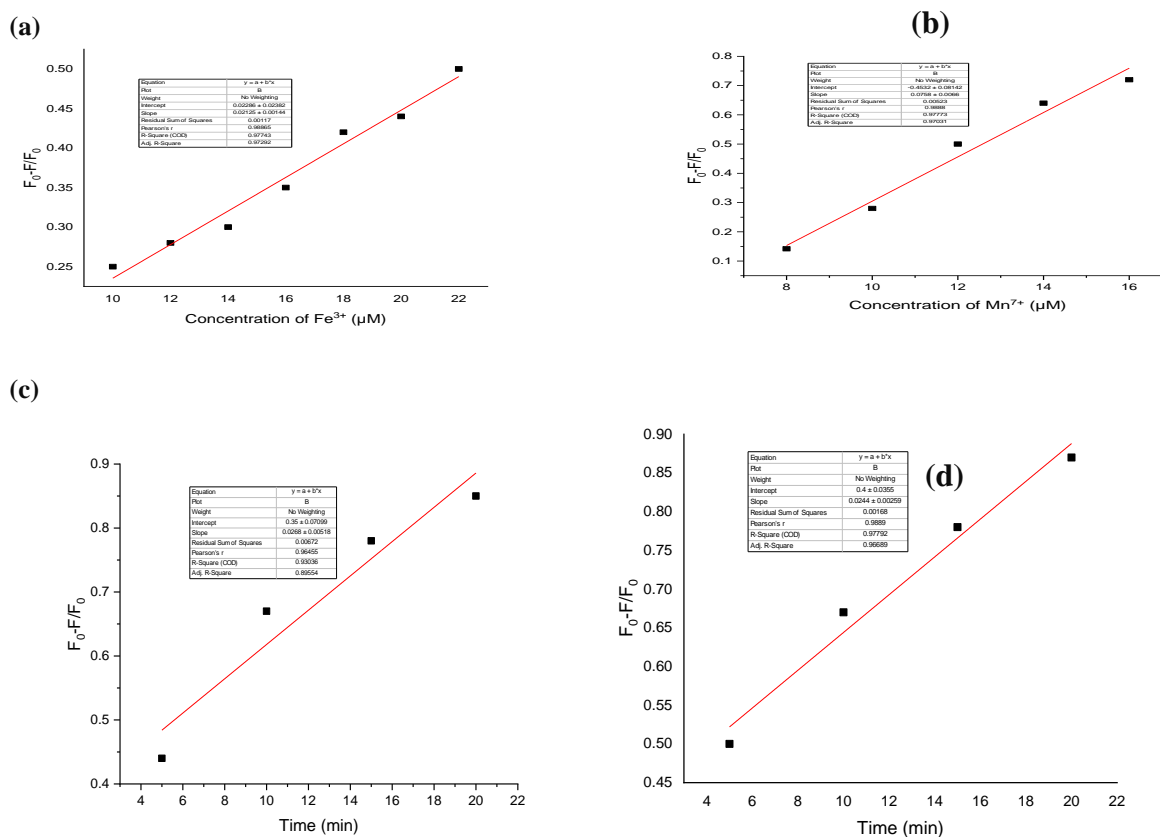 (a)
0.50
0.45
0.40
0.35
0.30
0.25
F₀-F/F₀
Equation y = a + b*x
Plot B
Weight No Weighting
Intercept 0.02286 ± 0.02382
Slope 0.02125 ± 0.00144
Residual Sum of Squares 0.00117
Pearson's r 0.98865
R-Square (COD) 0.97743
Adj. R-Square 0.97292
10 12 14 16 18 20 22
Concentration of Fe³⁺ (µM)
(b)
0.8
0.7
0.6
0.5
0.4
0.3
0.2
0.1
F₀-F/F₀
Equation y = a + b*x
Plot B
Weight No Weighting
Intercept -0.4532 ± 0.08142
Slope 0.0758 ± 0.0066
Residual Sum of Squares 0.00523
Pearson's r 0.9888
R-Square (COD) 0.97773
Adj. R-Square 0.97031
8 10 12 14 16
Concentration of Mn⁷⁺ (µM)
(c)
0.9
0.8
0.7
0.6
0.5
0.4
F₀-F/F₀
Equation y = a + b*x
Plot B
Weight No Weighting
Intercept 0.35 ± 0.07099
Slope 0.0268 ± 0.00518
Residual Sum of Squares 0.00672
Pearson's r 0.96455
R-Square (COD) 0.93036
Adj. R-Square 0.89554
4 6 8 10 12 14 16 18 20 22
Time (min)
(d)
0.90
0.85
0.80
0.75
0.70
0.65
0.60
0.55
0.50
0.45
F₀-F/F₀
Equation y = a + b*x
Plot B
Weight No Weighting
Intercept 0.4 ± 0.0355
Slope 0.0244 ± 0.00259
Residual Sum of Squares 0.00168
Pearson's r 0.9889
R-Square (COD) 0.97792
Adj. R-Square 0.96689
4 6 8 10 12 14 16 18 20 22
Time (min)